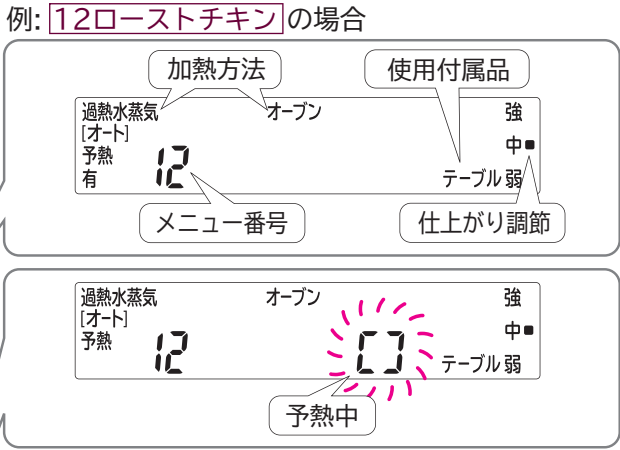 例: 12ローストチキン の場合
加熱方法
使用付属品
過熱水蒸気 オーブン 強
[オート]
中■
予熱
有 12 テーブル 弱
メニュー番号
仕上がり調節
過熱水蒸気 オーブン 強
[オート]
中■
予熱
12 テーブル 弱
予熱中